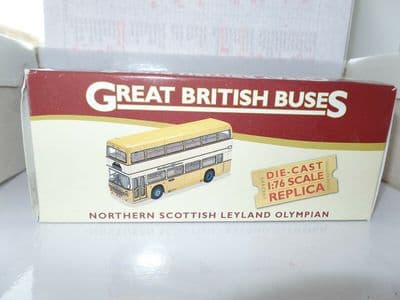 GREAT BRITISH BUSES
DIE-CAST
1:76 SCALE
REPLICA
NORTHERN SCOTTISH LEYLAND OLYMPIAN